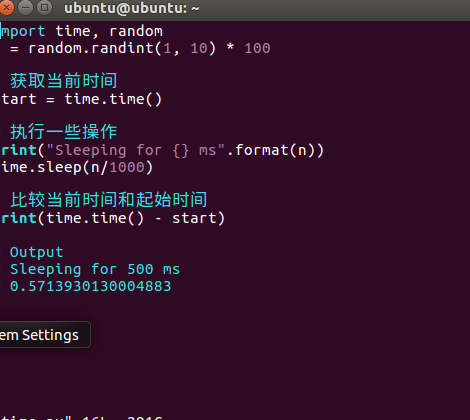 ubuntu@ubuntu: ~
mport time, random
= random.randint(1, 10) * 100
获取当前时间
tart = time.time()
执行一些操作
rint("Sleeping for {} ms".format(n))
ime.sleep(n/1000)
比较当前时间和起始时间
rint(time.time() - start)
Output
Sleeping for 500 ms
0.5713930130004883
em Settings